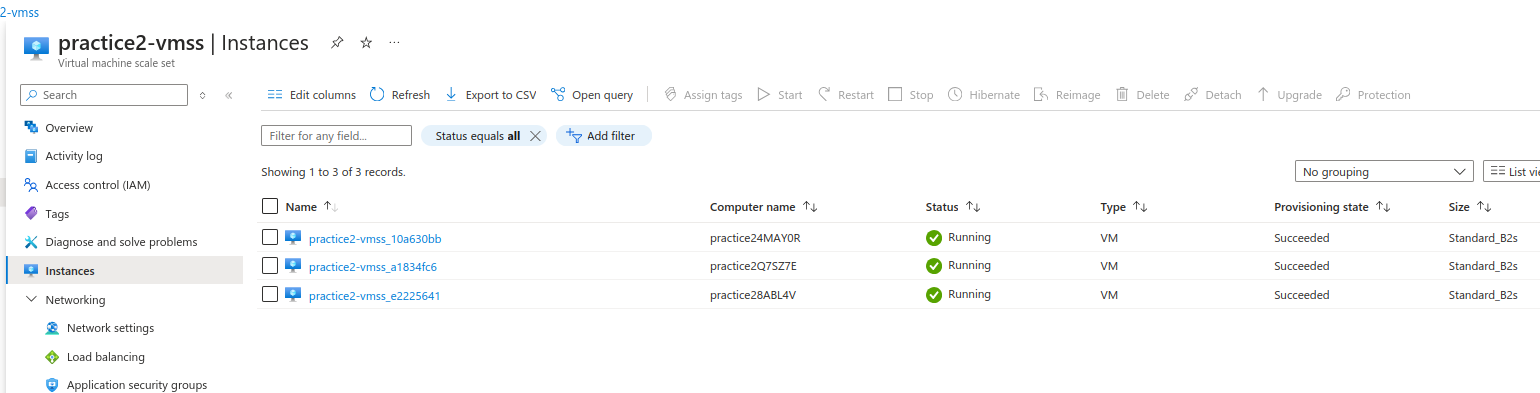 2-vmss
practice2-vmss | Instances
Virtual machine scale set
Search
Overview
Activity log
Access control (IAM)
Tags
Diagnose and solve problems
Instances
Networking
Network settings
Load balancing
Application security groups
Edit columns Refresh Export to CSV Open query Assign tags Start Restart Stop Hibernate Reimage Delete Detach Upgrade Protection
Filter for any field... Status equals all Add filter
Showing 1 to 3 of 3 records. No grouping List vie
Name Computer name Status Type Provisioning state Size
practice2-vmss_10a630bb practice24MAY0R Running VM Succeeded Standard_B2s
practice2-vmss_a1834fc6 practice2Q7SZ7E Running VM Succeeded Standard_B2s
practice2-vmss_e2225641 practice28ABL4V Running VM Succeeded Standard_B2s